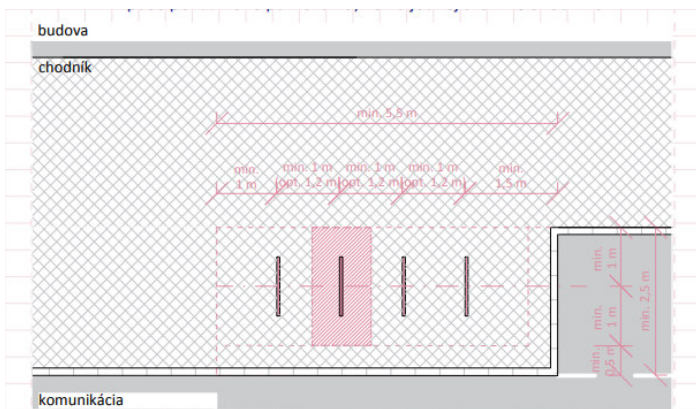 budova
chodník
min. 5,5 m
min.
1 m
min. 1 m
(opt. 1,2 m)
min. 1 m
(opt. 1,2 m)
min. 1 m
(opt. 1,2 m)
min.
1,5 m
min.
1 m
min.
1 m
min.
0,5 m
min. 2,5 m
komunikácia